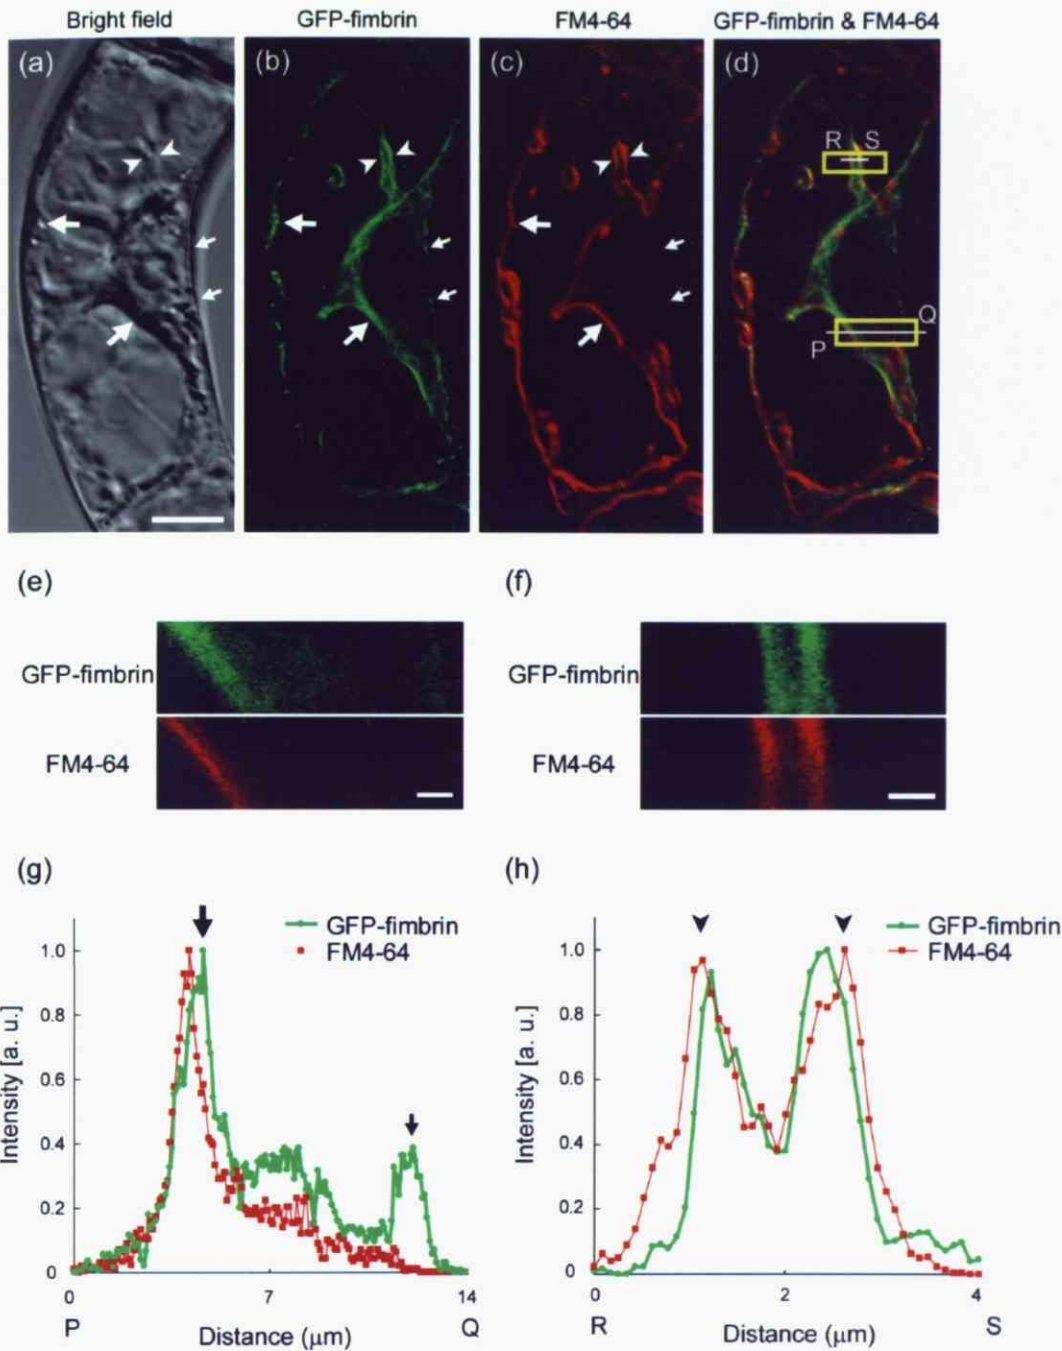 Bright field GFP-fimbrin FM4-64 GFP-fimbrin & FM4-64
(a) (b) (c) (d)
R S
Q
P
(e) (f)
GFP-fimbrin GFP-fimbrin
FM4-64 FM4-64
(g) (h)
GFP-fimbrin GFP-fimbrin
FM4-64 FM4-64
1.0 1.0
0.8 0.8
0.6 0.6
0.4 0.4
0.2 0.2
0 0
Intensity [a. u.] Intensity [a. u.]
0 7 14 0 2 4
P Distance (μm) Q R Distance (μm) S